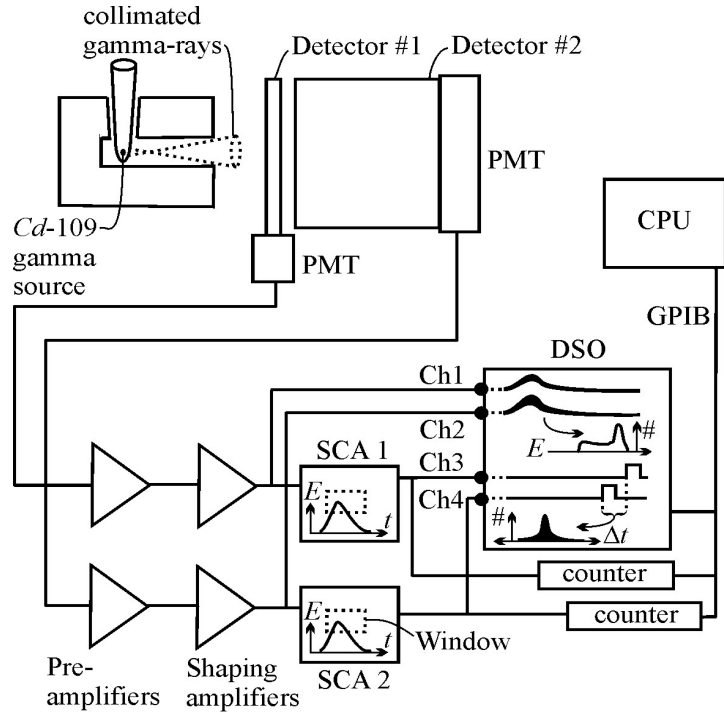 collimated
gamma-rays
Detector #1
Detector #2
PMT
Cd-109
gamma
source
PMT
CPU
GPIB
DSO
Ch1
Ch2
E
#
SCA 1
Ch3
Ch4
E
t
#
Δt
counter
E
counter
Window
t
SCA 2
Pre-
amplifiers
Shaping
amplifiers